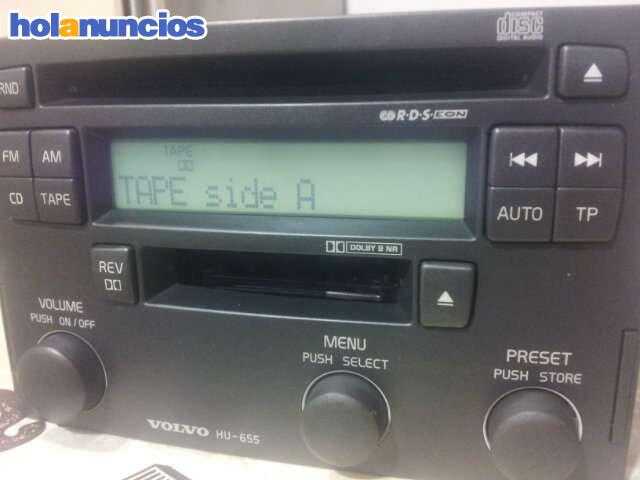 holanuncios
COMPACT
disc
DIGITAL AUDIO
RND
R·D·S EON
FM AM
TAPE
TAPE side A
CD TAPE
AUTO TP
DOLBY B NR
REV
VOLUME
PUSH ON/OFF
MENU
PUSH SELECT
PRESET
PUSH STORE
VOLVO HU-655